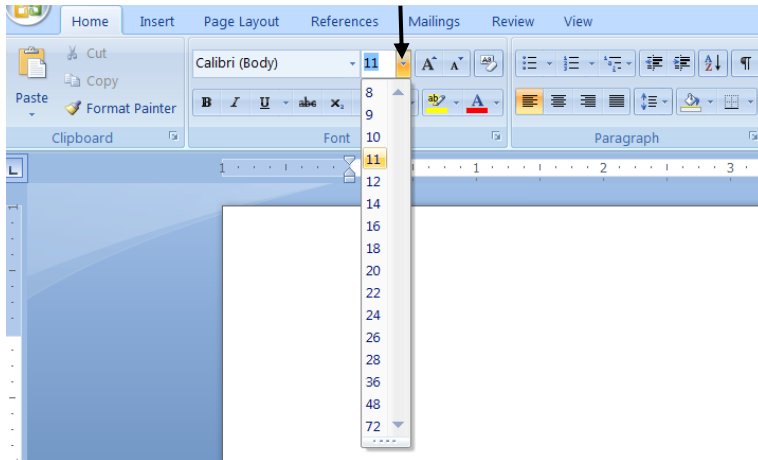 Home Insert Page Layout References Mailings Review View
Cut
Calibri (Body) 11 A A Aa
Copy
Paste
Format Painter
B I U abc x, ab A
Clipboard Font Paragraph
L
1 1 2 3
8
9
10
11
12
14
16
18
20
22
24
26
28
36
48
72